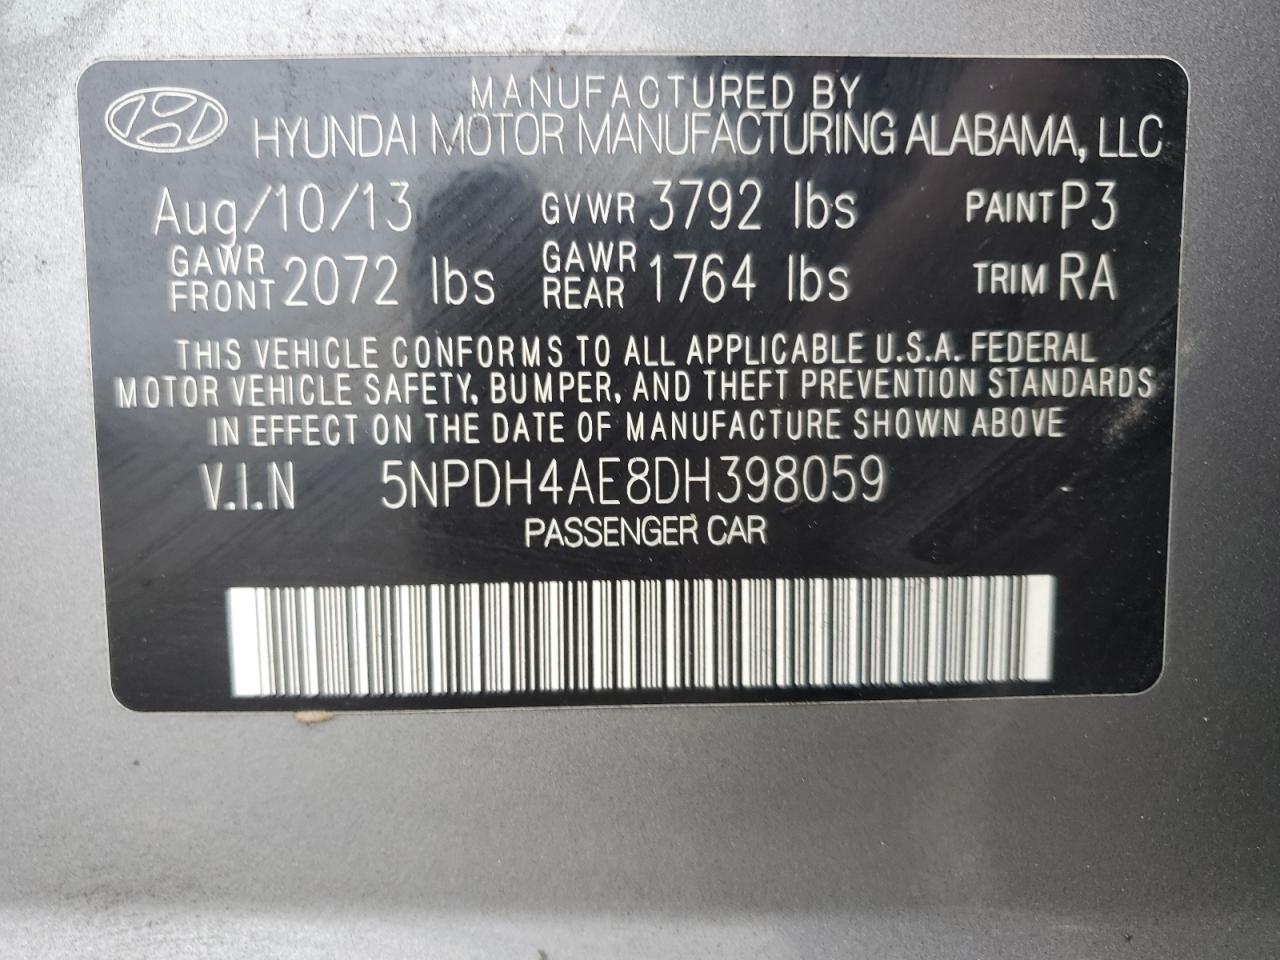 MANUFACTURED BY
HYUNDAI MOTOR MANUFACTURING ALABAMA, LLC
Aug/10/13 GVWR 3792 lbs PAINT P3
GAWR FRONT 2072 lbs GAWR REAR 1764 lbs TRIM RA
THIS VEHICLE CONFORMS TO ALL APPLICABLE U.S.A. FEDERAL
MOTOR VEHICLE SAFETY, BUMPER, AND THEFT PREVENTION STANDARDS
IN EFFECT ON THE DATE OF MANUFACTURE SHOWN ABOVE
V.I.N 5NPDH4AE8DH398059
PASSENGER CAR